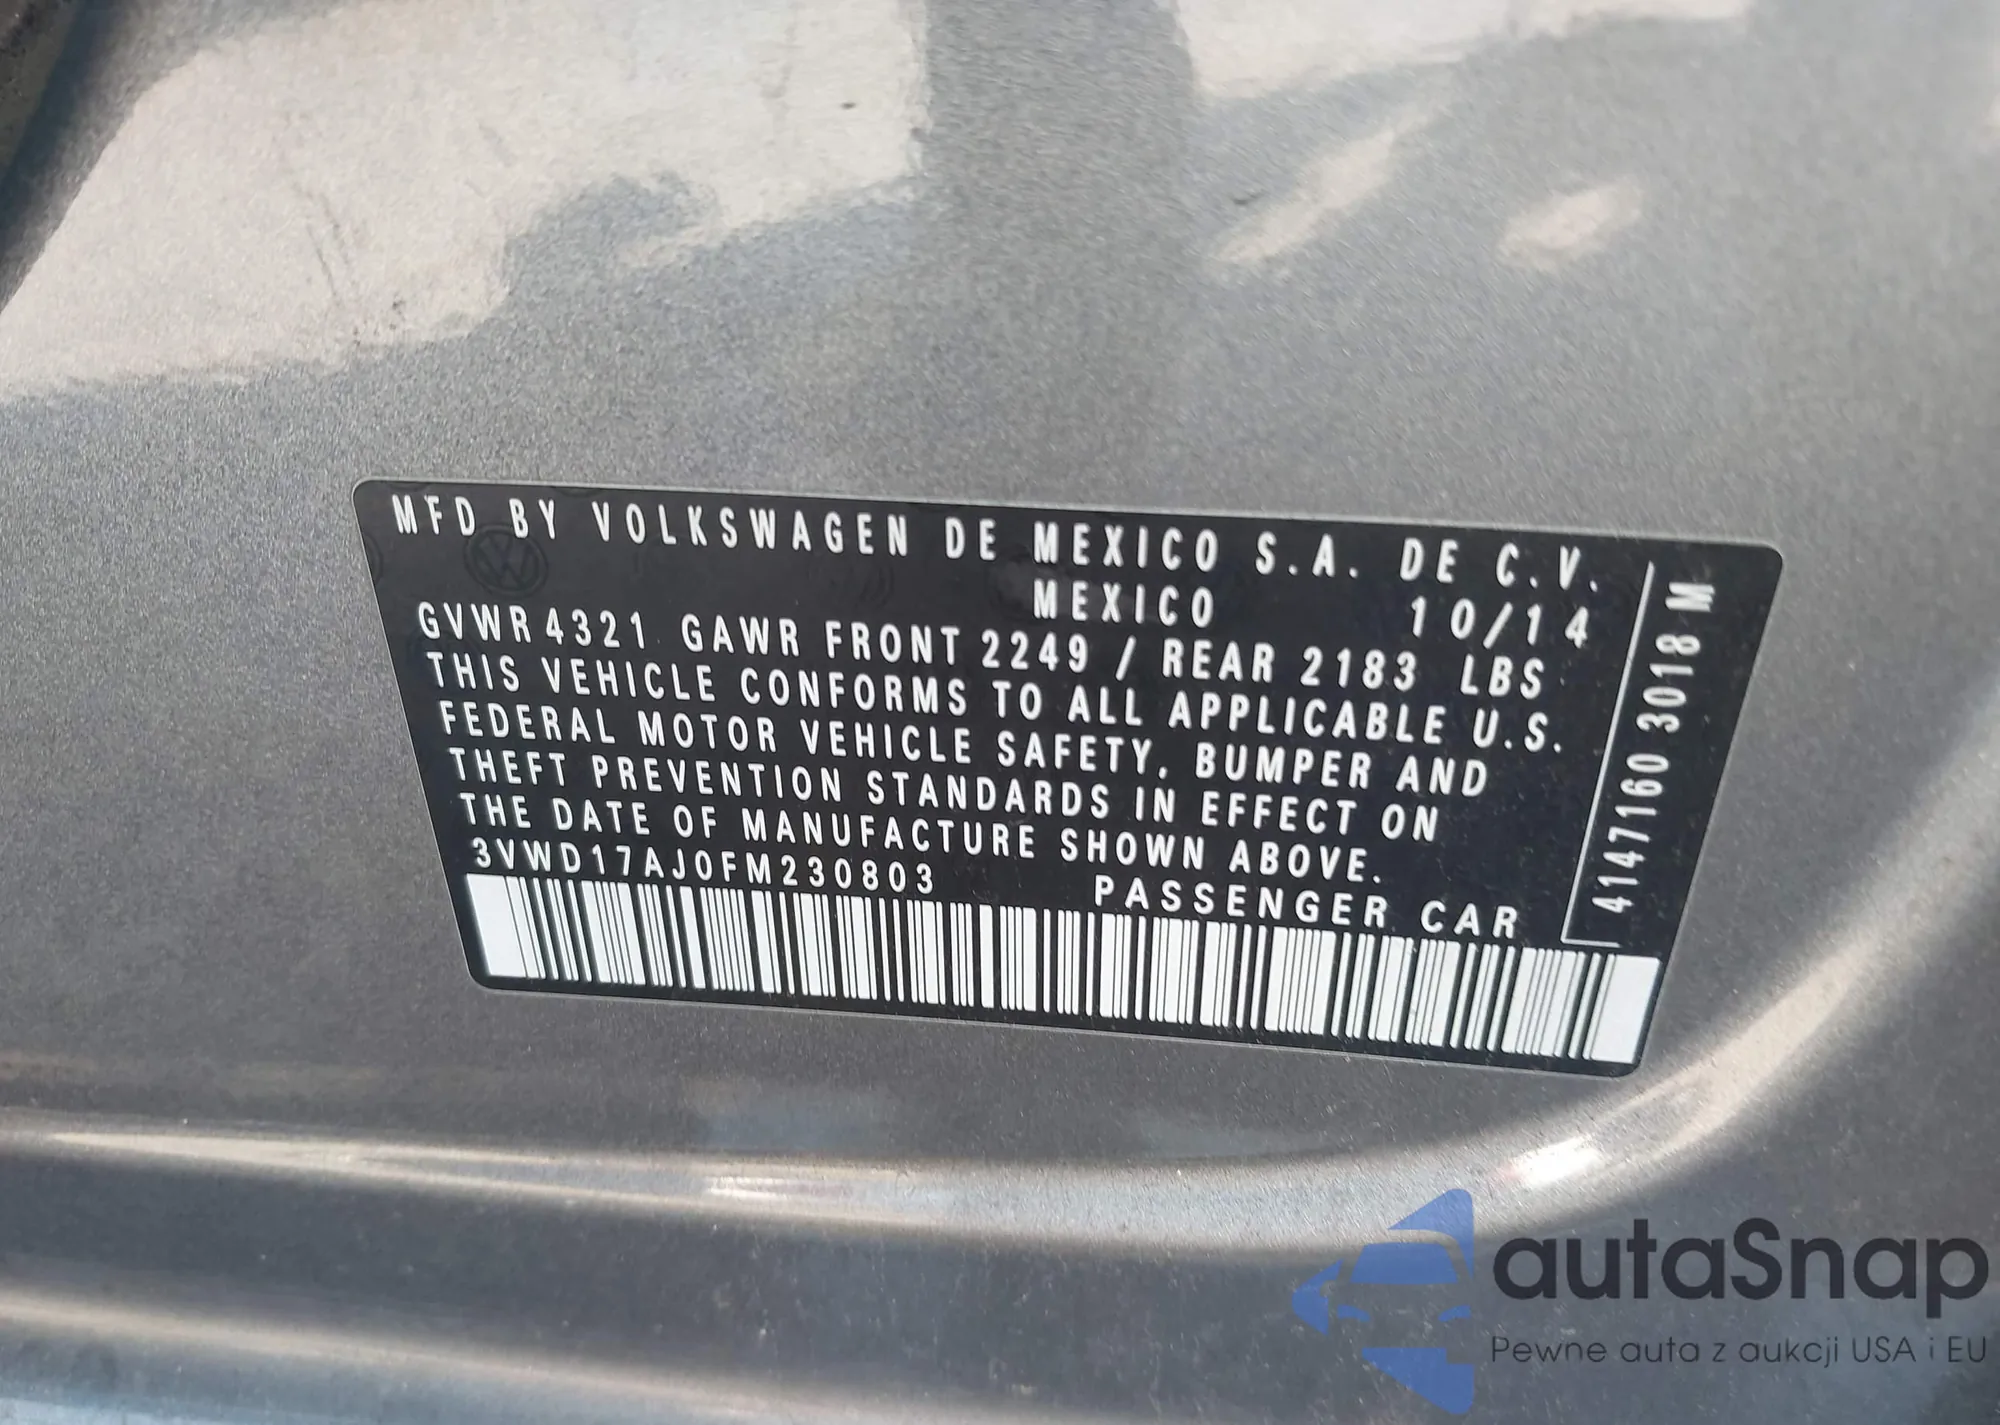 MFD BY VOLKSWAGEN DE MEXICO S.A. DE C.V.
MEXICO 10/14
GVWR 4321 GAWR FRONT 2249 / REAR 2183 LBS
THIS VEHICLE CONFORMS TO ALL APPLICABLE U.S.
FEDERAL MOTOR VEHICLE SAFETY, BUMPER AND
THEFT PREVENTION STANDARDS IN EFFECT ON
THE DATE OF MANUFACTURE SHOWN ABOVE.
3VWD17AJ0FM230803 PASSENGER CAR
4147160 3018 M
autaSnap
Pewne auta z aukcji USA i EU